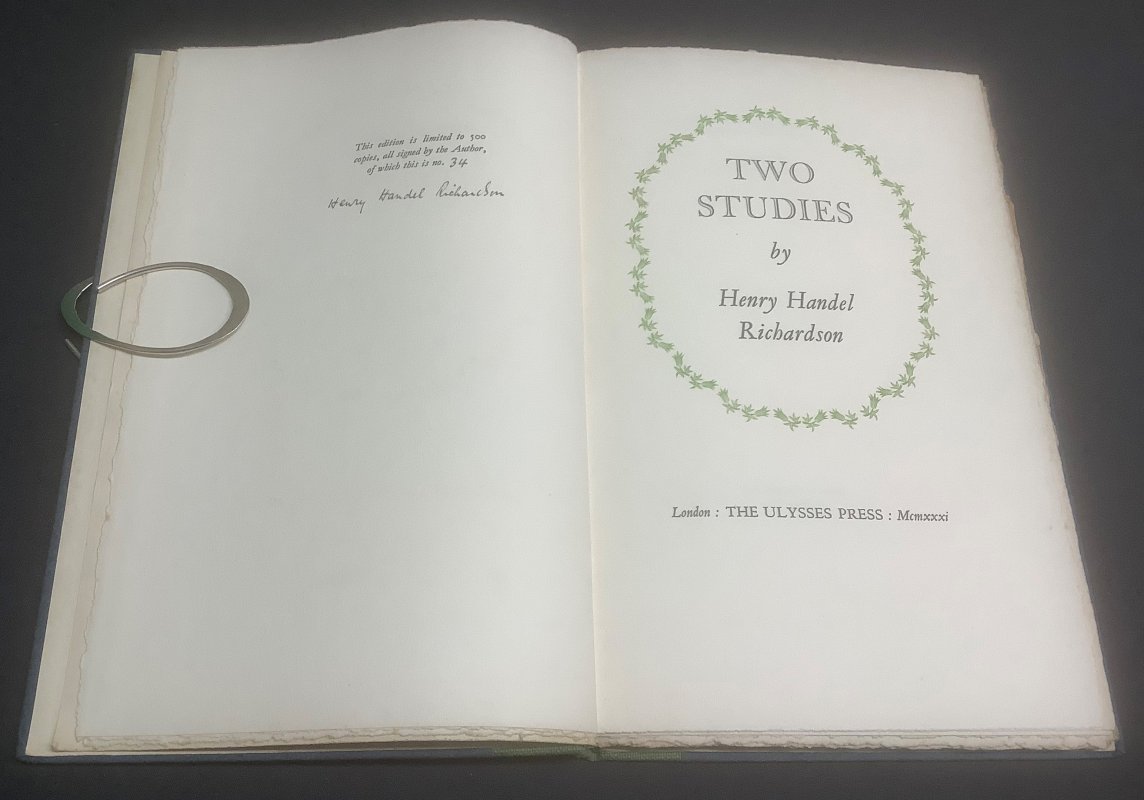 This edition is limited to 500
copies, all signed by the Author,
of which this is no. 34
Henry Handel Richardson
TWO
STUDIES
by
Henry Handel
Richardson
London : THE ULYSSES PRESS : Mcmxxxi